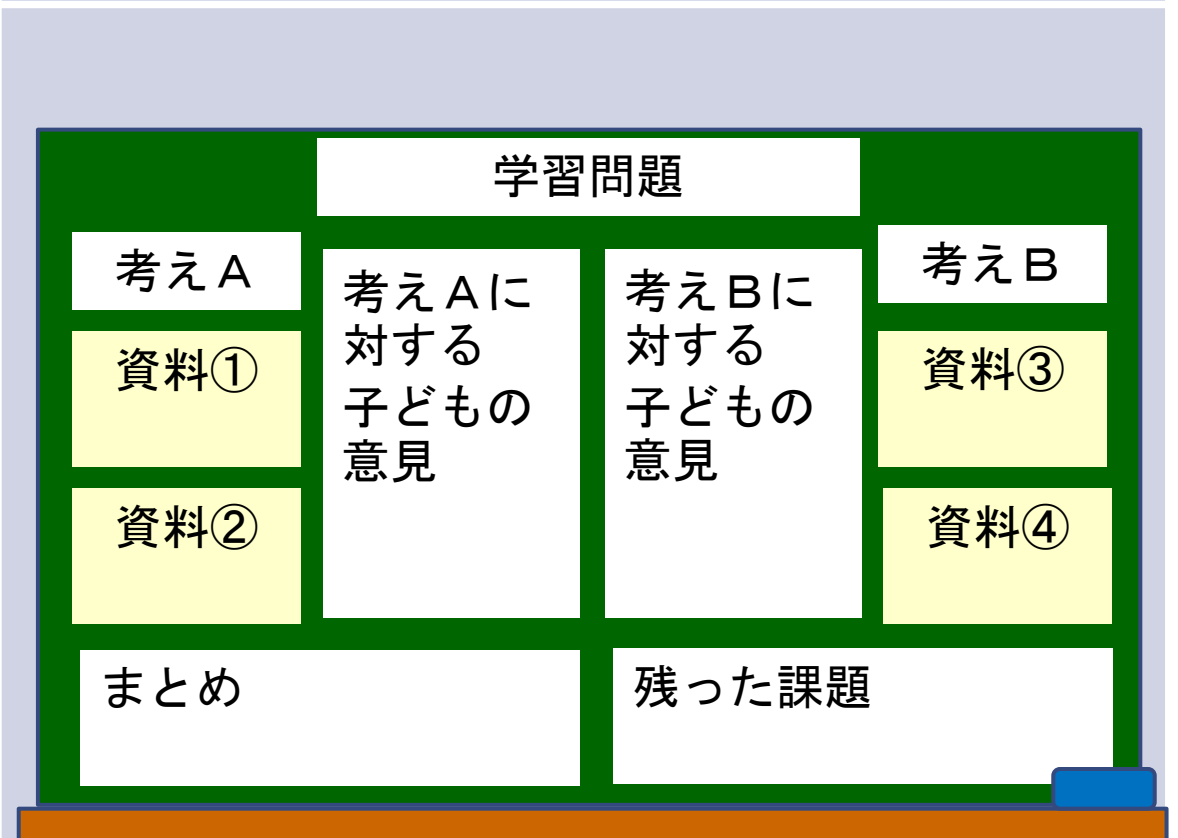 学習問題
考えA
資料①
資料②
考えAに
対する
子どもの
意見
考えBに
対する
子どもの
意見
考えB
資料③
資料④
まとめ
残った課題